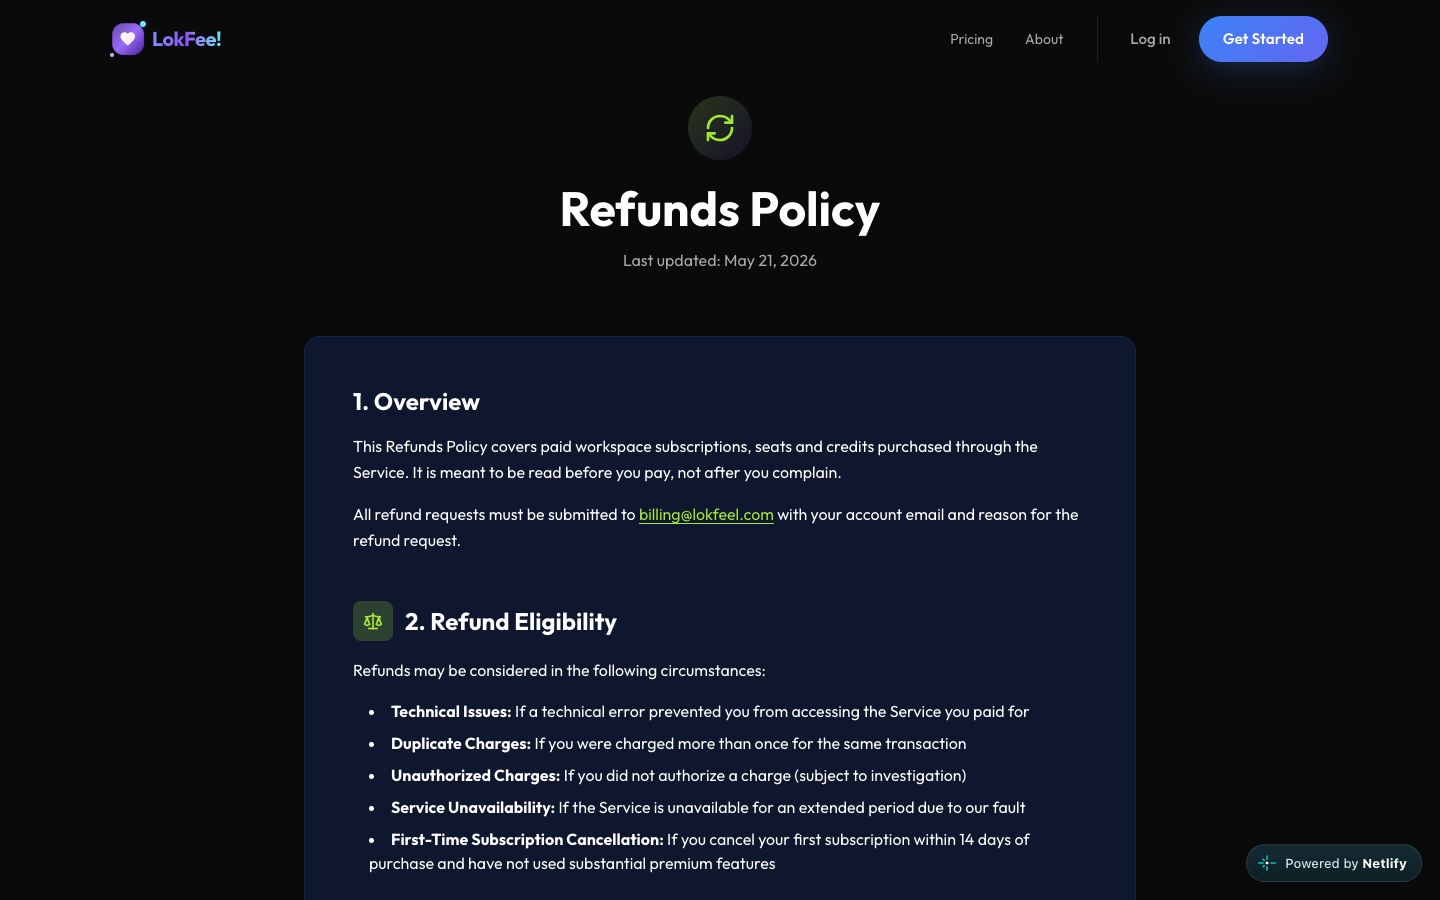 LokFee!
Pricing
About
Log in
Get Started
Refunds Policy
Last updated: May 21, 2026
1. Overview
This Refunds Policy covers paid workspace subscriptions, seats and credits purchased through the
Service. It is meant to be read before you pay, not after you complain.
All refund requests must be submitted to billing@lokfeel.com with your account email and reason for the
refund request.
2. Refund Eligibility
Refunds may be considered in the following circumstances:
• Technical Issues: If a technical error prevented you from accessing the Service you paid for
• Duplicate Charges: If you were charged more than once for the same transaction
• Unauthorized Charges: If you did not authorize a charge (subject to investigation)
• Service Unavailability: If the Service is unavailable for an extended period due to our fault
• First-Time Subscription Cancellation: If you cancel your first subscription within 14 days of
purchase and have not used substantial premium features
Powered by Netlify